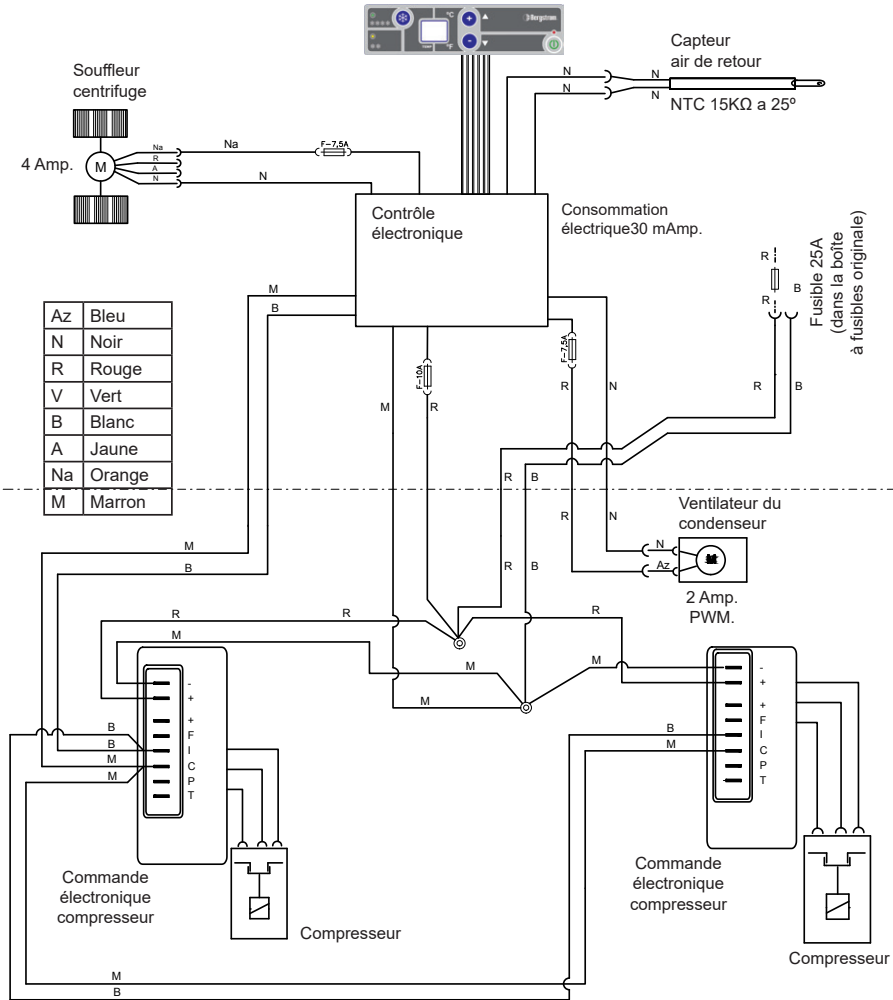 °C
Bergstrom
TEMP
°F
Capteur
air de retour
NTC 15KΩ a 25º
N
N
N
N
Souffleur
centrifuge
4 Amp.
M
Na
R
A
N
Na
F-7,5A
N
Contrôle
électronique
Consommation
électrique30 mAmp.
Fusible 25A
(dans la boîte
à fusibles originale)
R
B
R
R
B
M
B
Az Bleu
N Noir
R Rouge
V Vert
B Blanc
A Jaune
Na Orange
M Marron
F-10A
F-7,5A
M
R
R
N
R
B
R
N
R
B
Ventilateur du
condenseur
N
Az
M
2 Amp.
PWM.
M
B
R
R
M
R
M
M
M
-
+
+
F
I
C
P
T
B
B
M
M
-
+
+
F
I
C
P
T
B
M
Commande
électronique
compresseur
Compresseur
Commande
électronique
compresseur
Compresseur
M
B